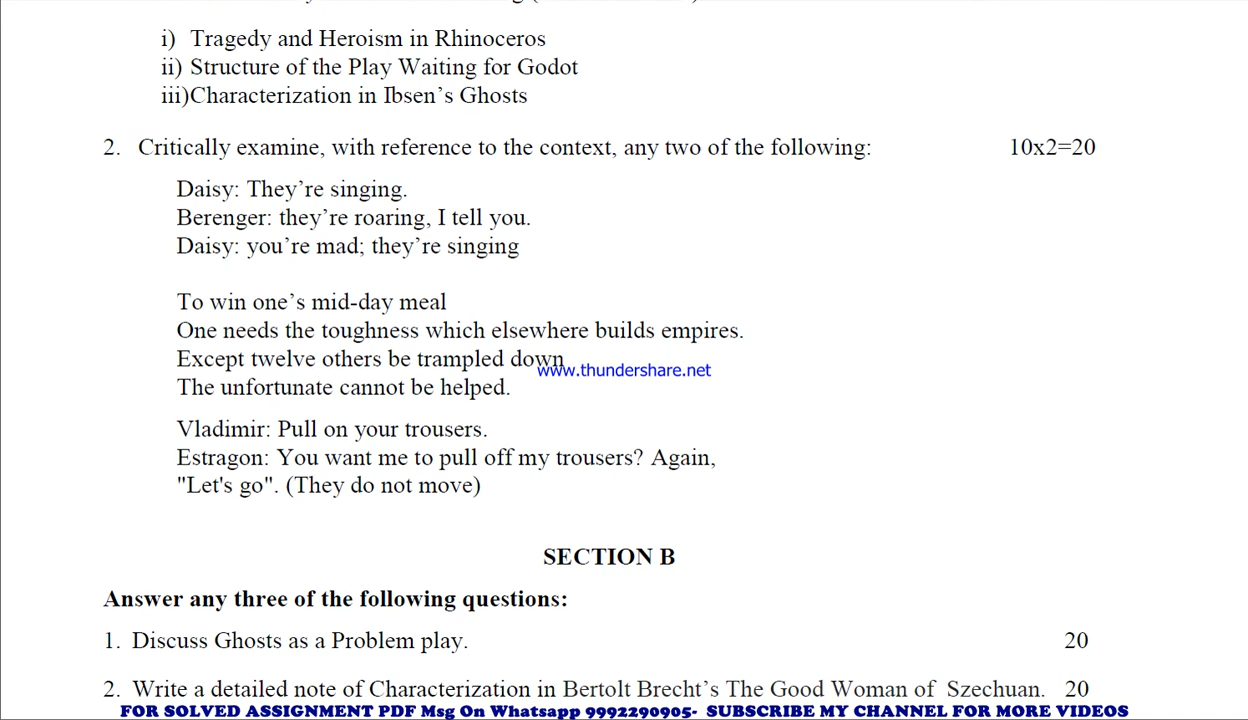 i) Tragedy and Heroism in Rhinoceros
ii) Structure of the Play Waiting for Godot
iii)Characterization in Ibsen's Ghosts
2. Critically examine, with reference to the context, any two of the following: 10x2=20
Daisy: They're singing.
Berenger: they're roaring, I tell you.
Daisy: you're mad; they're singing
To win one's mid-day meal
One needs the toughness which elsewhere builds empires.
Except twelve others be trampled down
www.thundershare.net
The unfortunate cannot be helped.
Vladimir: Pull on your trousers.
Estragon: You want me to pull off my trousers? Again,
"Let's go". (They do not move)
SECTION B
Answer any three of the following questions:
1. Discuss Ghosts as a Problem play. 20
2. Write a detailed note of Characterization in Bertolt Brecht's The Good Woman of Szechuan. 20
FOR SOLVED ASSIGNMENT PDF Msg On Whatsapp 9992290905- SUBSCRIBE MY CHANNEL FOR MORE VIDEOS